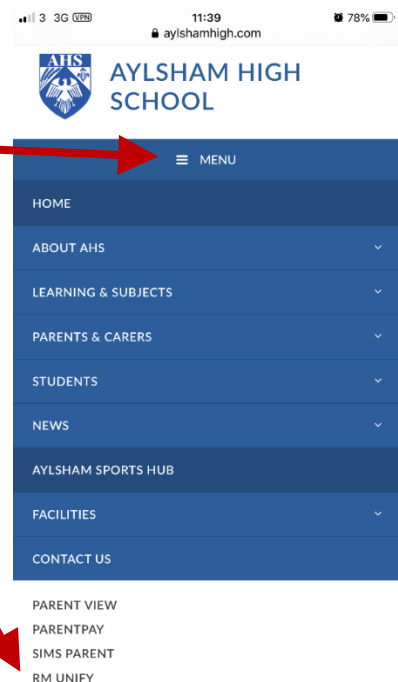 3 3G VPN 11:39 78%
aylshamhigh.com
AHS
AYLSHAM HIGH
SCHOOL
MENU
HOME
ABOUT AHS
LEARNING & SUBJECTS
PARENTS & CARERS
STUDENTS
NEWS
AYLSHAM SPORTS HUB
FACILITIES
CONTACT US
PARENT VIEW
PARENTPAY
SIMS PARENT
RM UNIFY